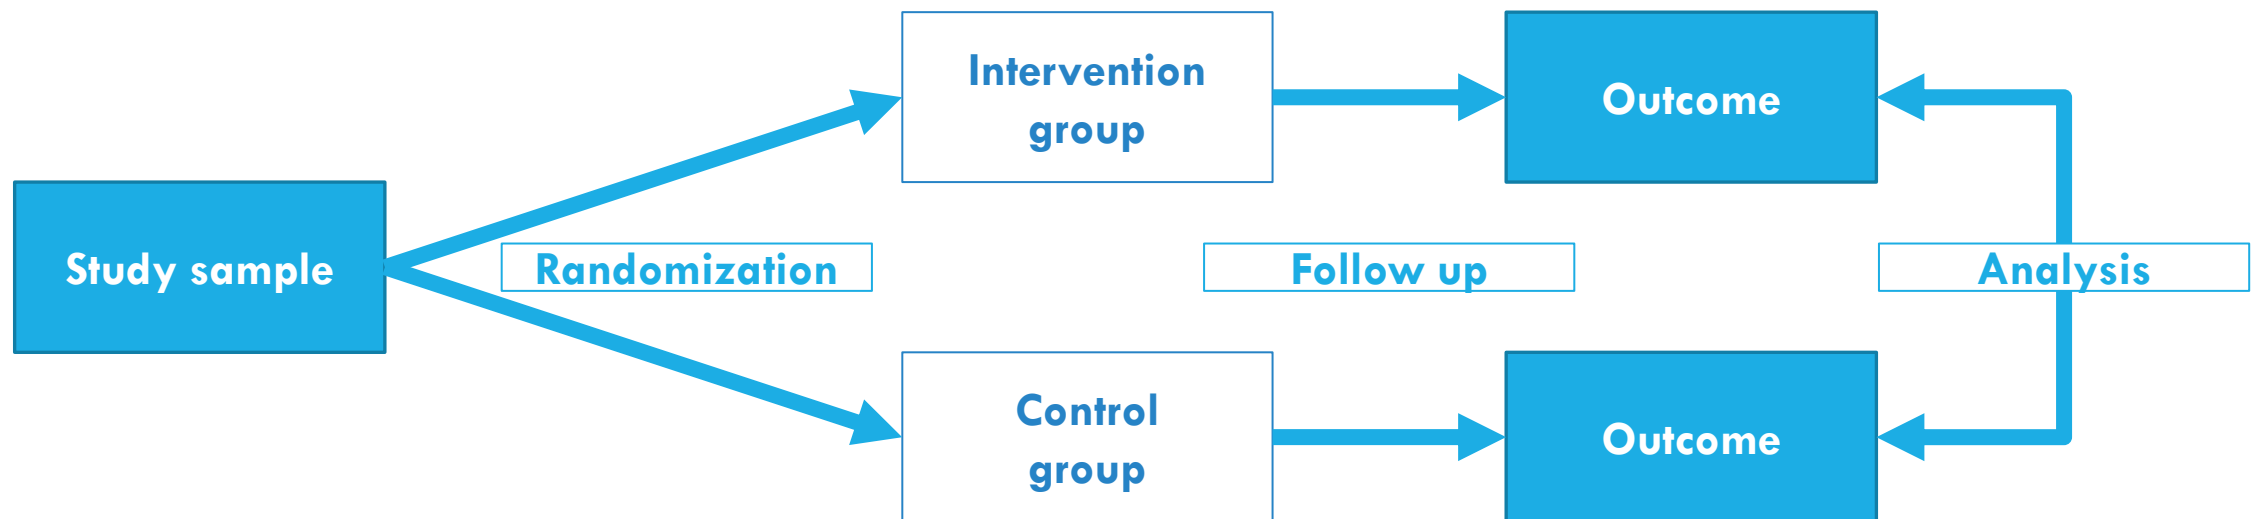 Intervention
group
Outcome
Study sample
Randomization
Follow up
Analysis
Control
group
Outcome